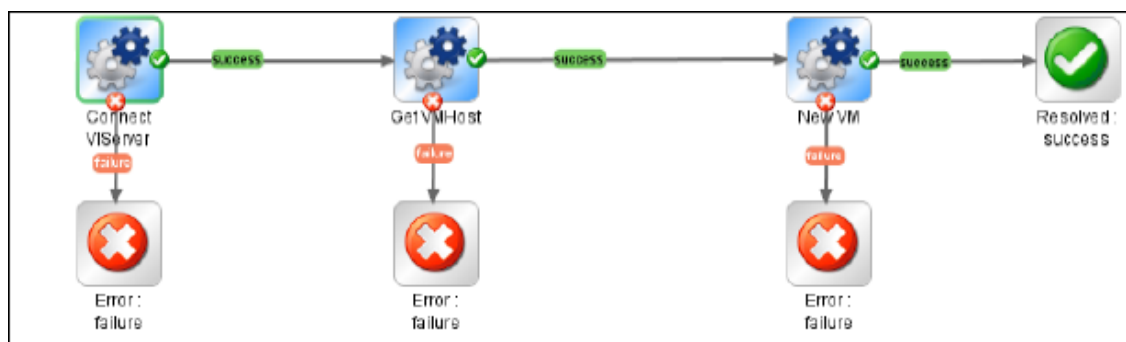 success
success
success
Connect
VIServer
Get VMHost
New VM
Resolved :
success
failure
failure
failure
Error :
failure
Error :
failure
Error :
failure